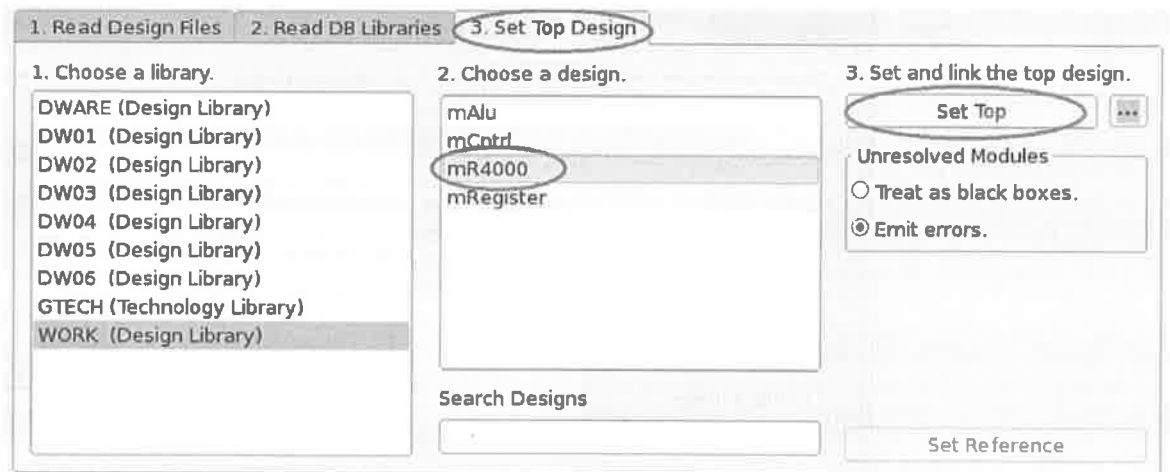 1. Read Design Files
2. Read DB Libraries
3. Set Top Design
1. Choose a library.
DWARE (Design Library)
DW01 (Design Library)
DW02 (Design Library)
DW03 (Design Library)
DW04 (Design Library)
DW05 (Design Library)
DW06 (Design Library)
GTECH (Technology Library)
WORK (Design Library)
2. Choose a design.
mAlu
mCntrl
mR4000
mRegister
Search Designs
3. Set and link the top design.
Set Top
...
Unresolved Modules
Treat as black boxes.
Emit errors.
Set Reference